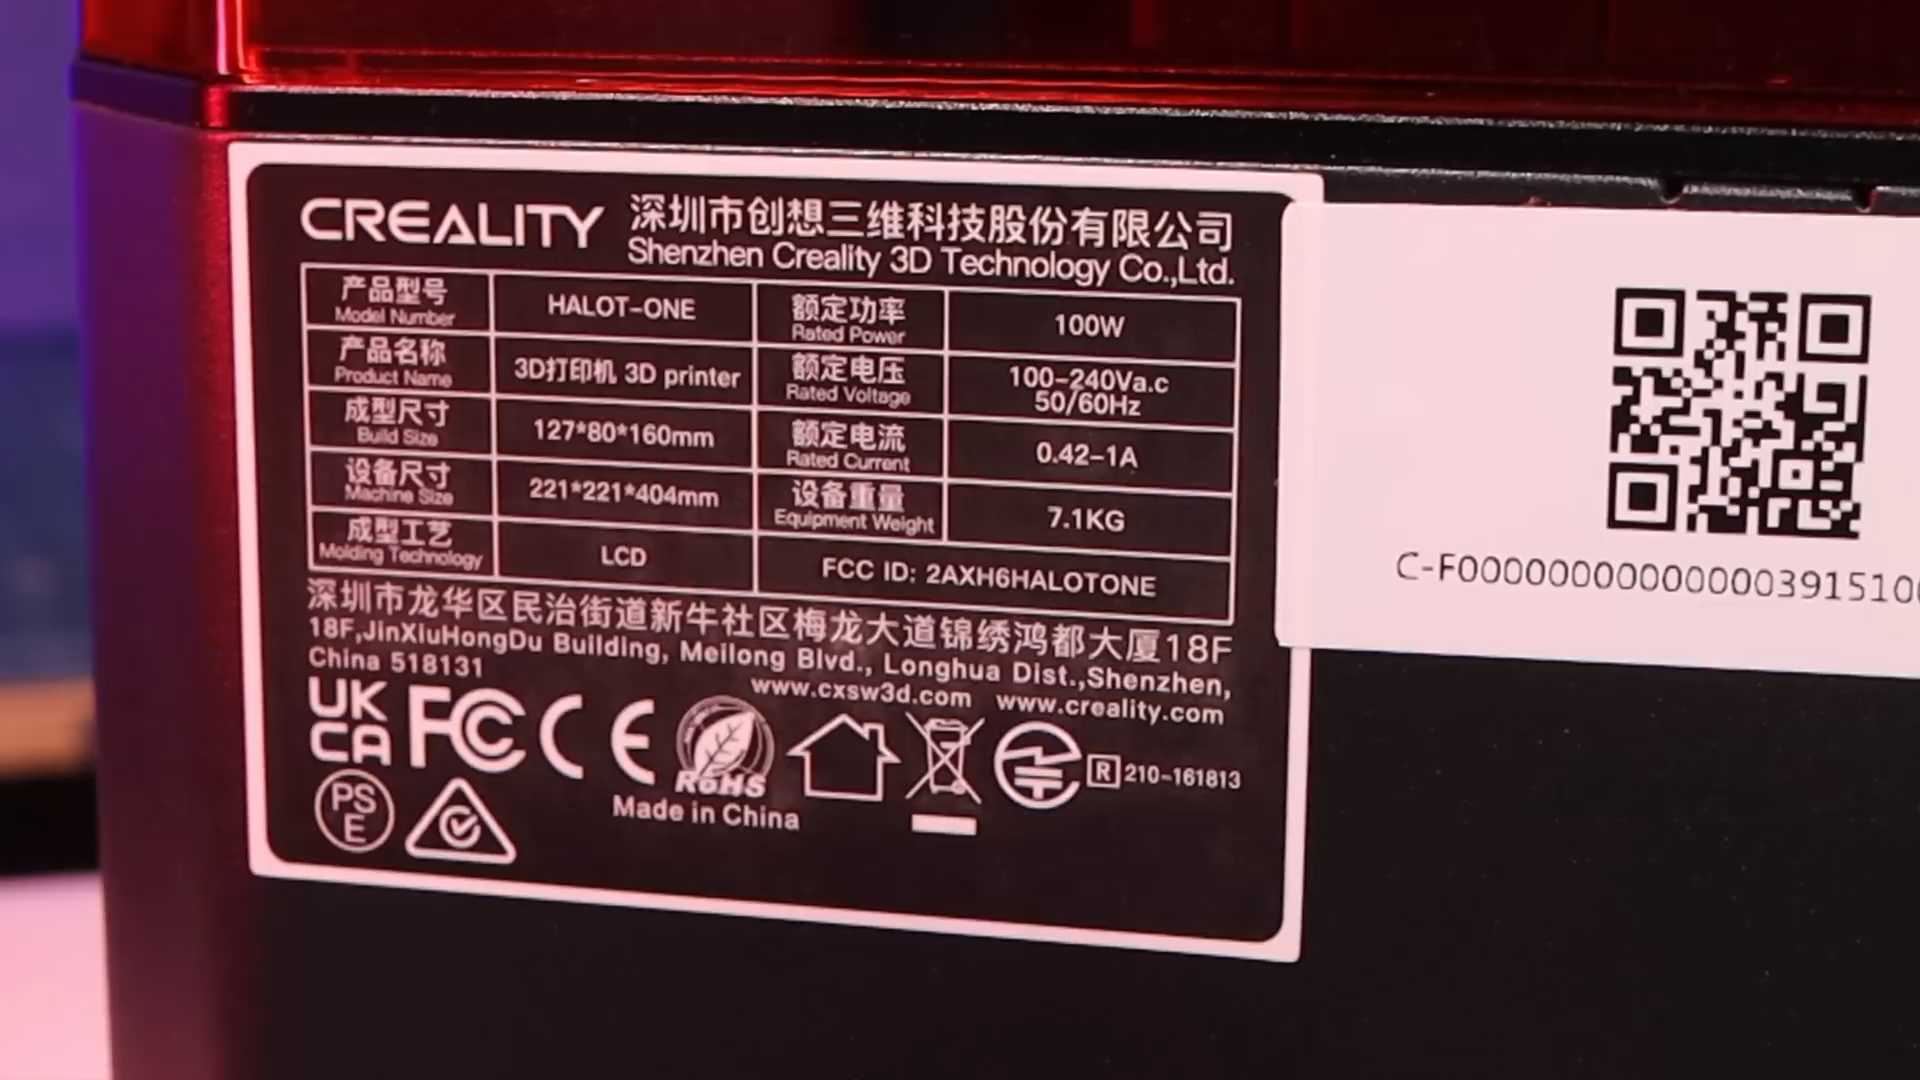 CREALITY 深圳市创想三维科技股份有限公司
Shenzhen Creality 3D Technology Co.,Ltd.
产品型号 HALOT-ONE 额定功率 100W
Model Number Rated Power
产品名称 3D打印机 3D printer 额定电压 100-240Va.c
Product Name Rated Voltage 50/60Hz
成型尺寸 127*80*160mm 额定电流 0.42-1A
Build Size Rated Current
设备尺寸 221*221*404mm 设备重量 7.1KG
Machine Size Equipment Weight
成型工艺 LCD FCC ID: 2AXH6HALOTONE
Molding Technology
深圳市龙华区民治街道新牛社区梅龙大道锦绣鸿都大厦18F
18F,JinXiuHongDu Building, Meilong Blvd., Longhua Dist.,Shenzhen,
China 518131
www.cxsw3d.com www.creality.com
UK CA FC CE RoHS R 210-161813
PS E Made in China
C-F00000000000000391510